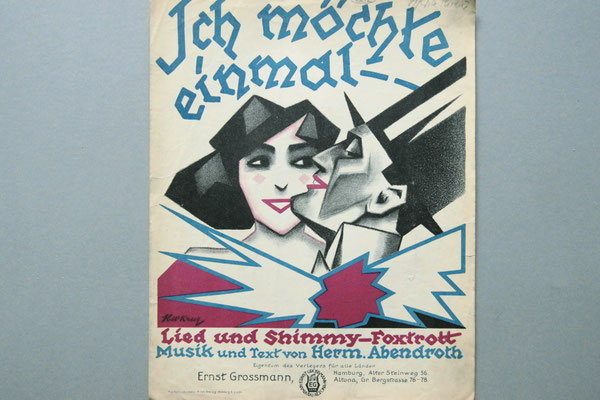 Ich möchte
einmal--
Lied und Shimmy-Foxtrott
Musik und Text von Herm. Abendroth
Eigentum des Verlegers für alle Länder
Ernst Grossmann,
EG
Hamburg, Alter Steinweg 56
Altona, Gr. Bergstrasse 76-78